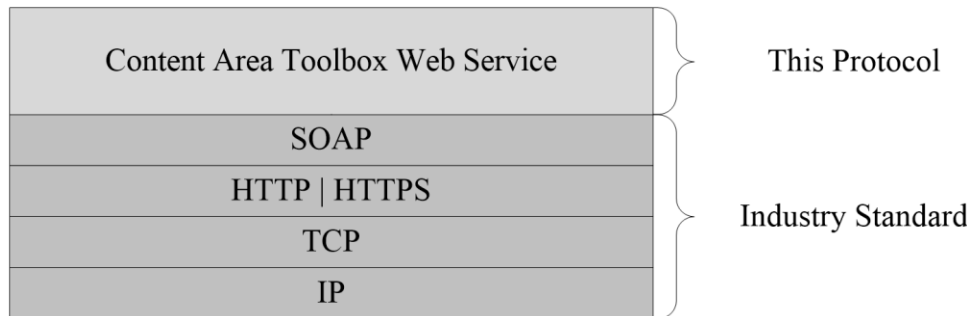 Content Area Toolbox Web Service
This Protocol
SOAP
HTTP | HTTPS
TCP
IP
Industry Standard